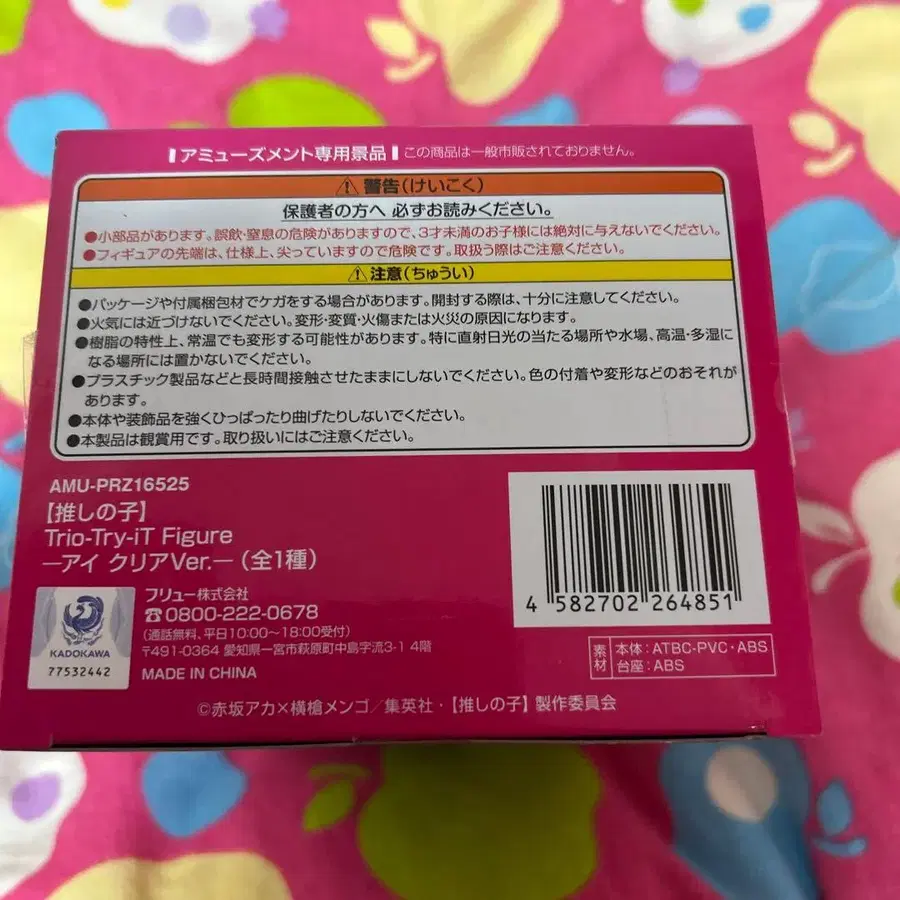 アミューズメント専用景品 この商品は一般市販されておりません。
⚠警告(けいこく)
保護者の方へ 必ずお読みください。
●小部品があります。誤飲・窒息の危険がありますので、3才未満のお子様には絶対に与えないでください。
●フィギュアの先端は、仕様上、尖っていますので危険です。取扱う際はご注意ください。
⚠注意(ちゅうい)
●パッケージや付属梱包材でケガをする場合があります。開封する際は、十分に注意してください。
●火気には近づけないでください。変形・変質・火傷または火災の原因になります。
●樹脂の特性上、常温でも変形する可能性があります。特に直射日光の当たる場所や水場、高温・多湿に
なる場所には置かないでください。
●プラスチック製品などと長時間接触させたままにしないでください。色の付着や変形などのおそれが
あります。
●本体や装飾品を強くひっぱったり曲げたりしないでください。
●本製品は観賞用です。取り扱いにはご注意ください。
AMU-PRZ16525
【推しの子】
Trio-Try-iT Figure
―アイ クリアVer.―(全1種)
フリュー株式会社
☎0800-222-0678
(通話無料、平日10:00~18:00受付)
〒491-0364 愛知県一宮市萩原町中島字流3-1 4階
MADE IN CHINA
KADOKAWA
77532442
4 582702 264851
素材 本体:ATBC-PVC・ABS
台座:ABS
©赤坂アカ×横槍メンゴ/集英社・【推しの子】製作委員会